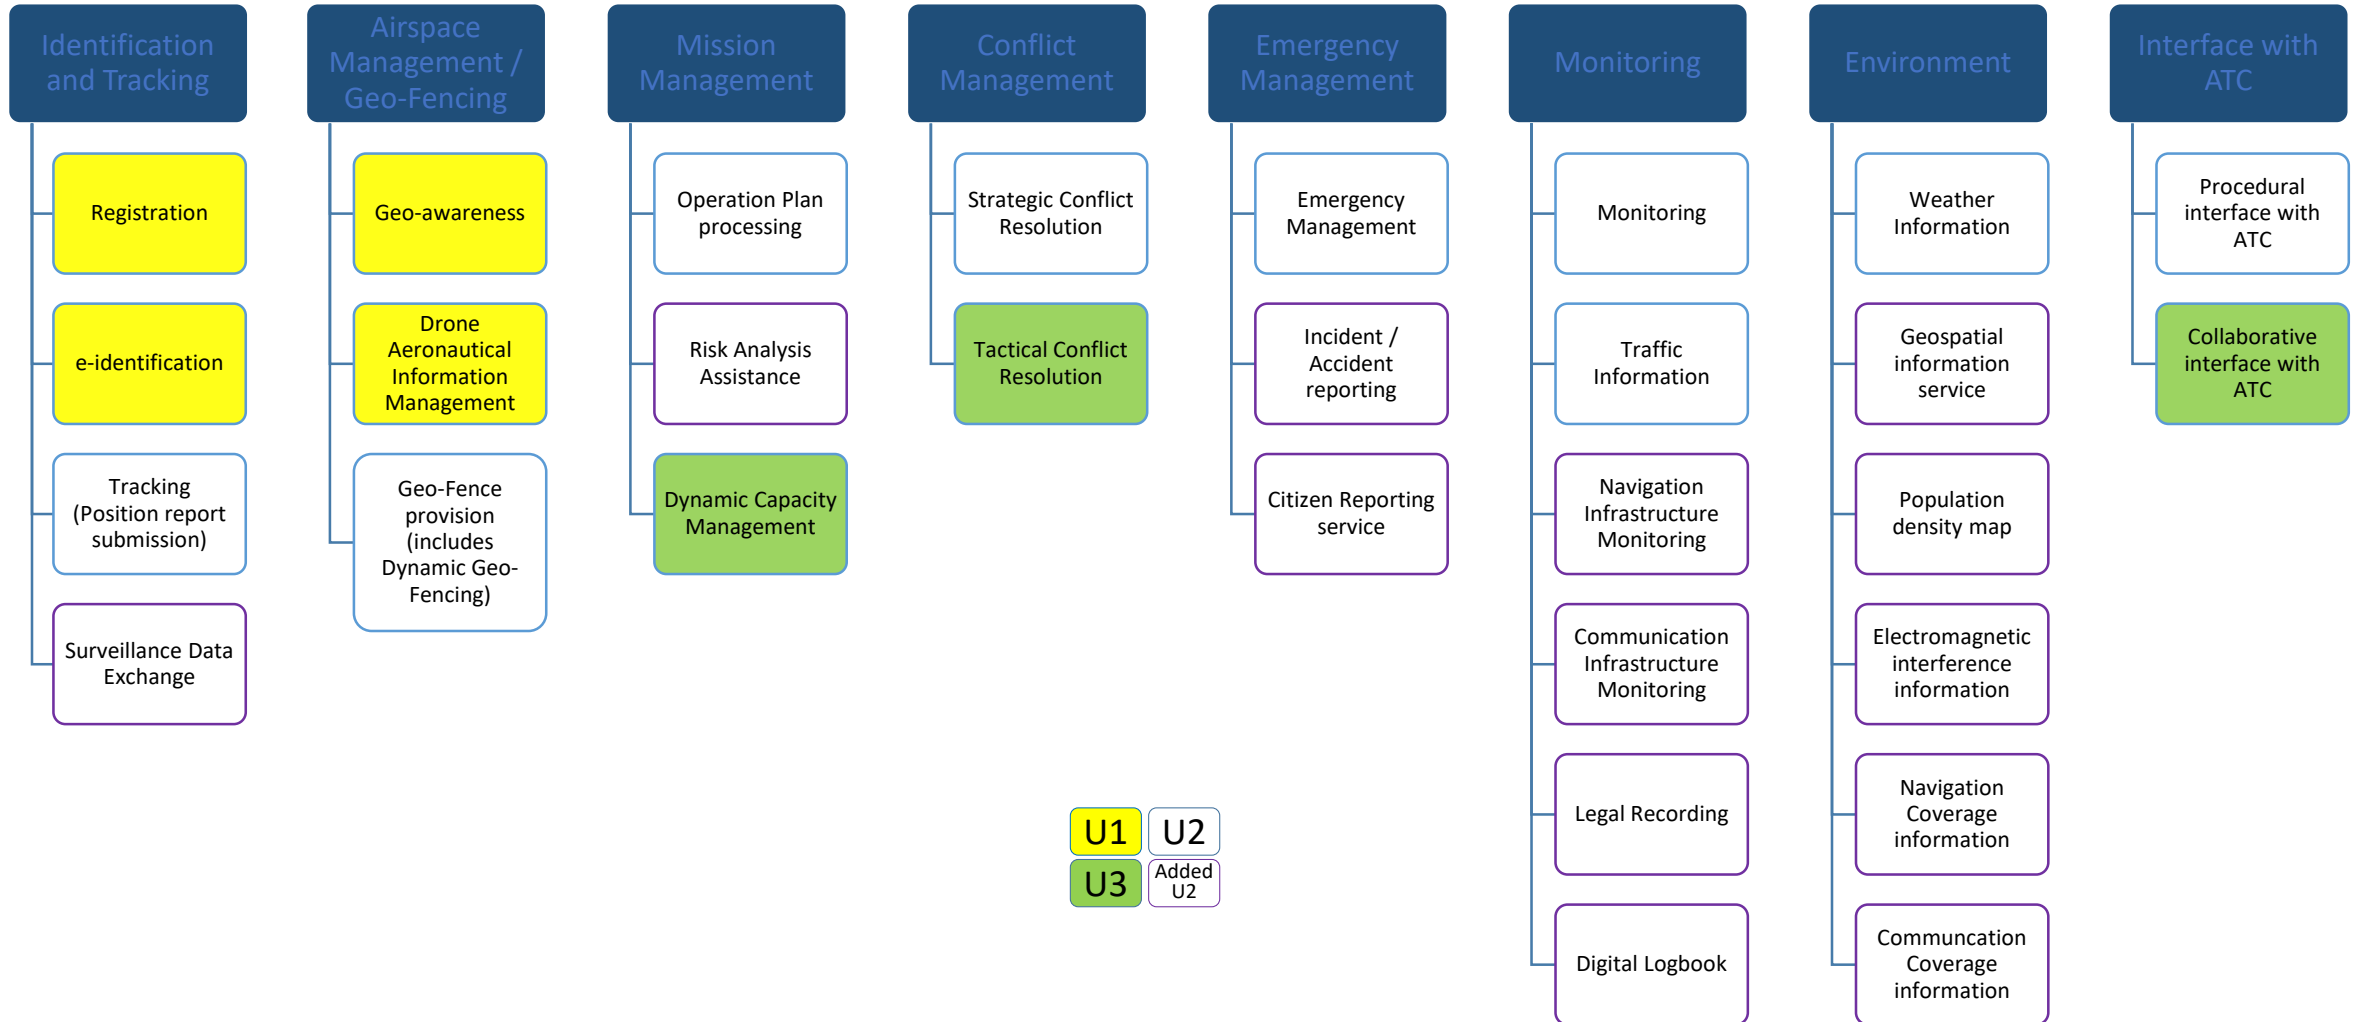 Identification
and Tracking
Airspace
Management /
Geo-Fencing
Mission
Management
Conflict
Management
Emergency
Management
Monitoring
Environment
Interface with
ATC
Registration
e-identification
Tracking
(Position report
submission)
Surveillance Data
Exchange
Geo-awareness
Drone
Aeronautical
Information
Management
Geo-Fence
provision
(includes
Dynamic Geo-
Fencing)
Operation Plan
processing
Risk Analysis
Assistance
Dynamic Capacity
Management
Strategic Conflict
Resolution
Tactical Conflict
Resolution
Emergency
Management
Incident /
Accident
reporting
Citizen Reporting
service
Monitoring
Traffic
Information
Navigation
Infrastructure
Monitoring
Communication
Infrastructure
Monitoring
Legal Recording
Digital Logbook
Weather
Information
Geospatial
information
service
Population
density map
Electromagnetic
interference
information
Navigation
Coverage
information
Communcation
Coverage
information
Procedural
interface with
ATC
Collaborative
interface with
ATC
U1
U2
U3
Added
U2